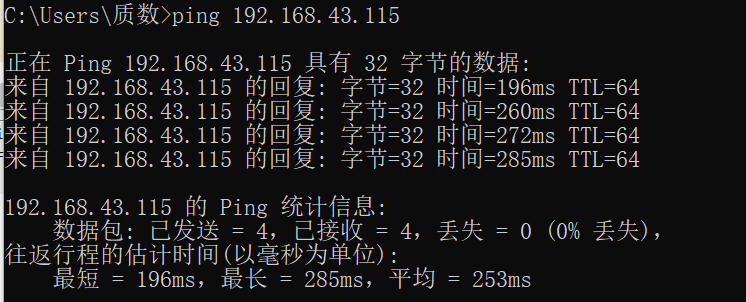 C:\Users\质数>ping 192.168.43.115
正在 Ping 192.168.43.115 具有 32 字节的数据:
来自 192.168.43.115 的回复: 字节=32 时间=196ms TTL=64
来自 192.168.43.115 的回复: 字节=32 时间=260ms TTL=64
来自 192.168.43.115 的回复: 字节=32 时间=272ms TTL=64
来自 192.168.43.115 的回复: 字节=32 时间=285ms TTL=64
192.168.43.115 的 Ping 统计信息:
数据包: 已发送 = 4，已接收 = 4，丢失 = 0 (0% 丢失)，
往返行程的估计时间(以毫秒为单位):
最短 = 196ms，最长 = 285ms，平均 = 253ms